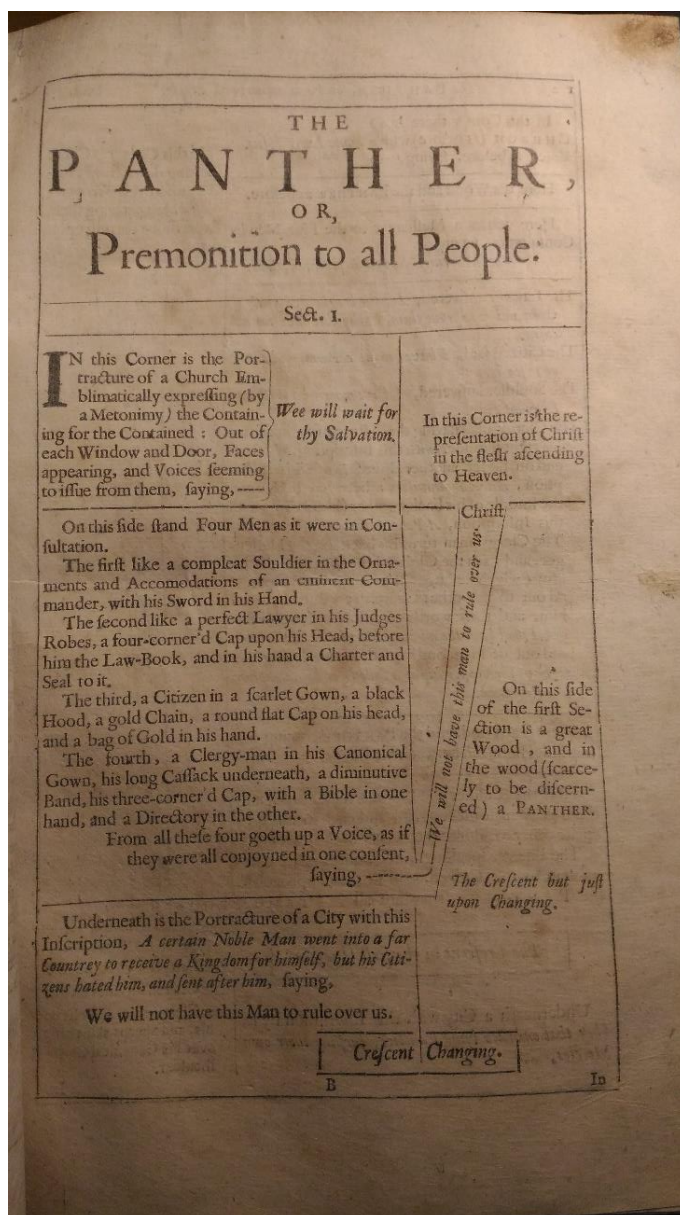 THE
PANTHER,
OR,
Premonition to all People.
Sect. 1.
IN this Corner is the Por-
tracture of a Church Em-
blimatically expreſſing (by
a Metonimy) the Contain-
ing for the Contained : Out of
each Window and Door, Faces
appearing, and Voices ſeeming
to iſſue from them, ſaying, ——
Wee will wait for
thy Salvation.
In this Corner is the re-
preſentation of Chriſt
in the fleſh aſcending
to Heaven.
On this ſide ſtand Four Men as it were in Con-
ſultation.
The firſt like a compleat Souldier in the Orna-
ments and Accomodations of an eminent Com-
mander, with his Sword in his Hand.
The ſecond like a perfect Lawyer in his Judges
Robes, a four-corner'd Cap upon his Head, before
him the Law-Book, and in his hand a Charter and
Seal to it.
The third, a Citizen in a ſcarlet Gown, a black
Hood, a gold Chain, a round flat Cap on his head,
and a bag of Gold in his hand.
The fourth, a Clergy-man in his Canonical
Gown, his long Caſſack underneath, a diminutive
Band, his three-corner'd Cap, with a Bible in one
hand, and a Directory in the other.
From all theſe four goeth up a Voice, as if
they were all conjoyned in one conſent,
ſaying, --------
We will not have this man to rule over us.
Chriſt
On this ſide
of the firſt Se-
ction is a great
Wood , and in
the wood (ſcarce-
ly to be diſcern-
ed) a PANTHER.
The Creſcent but juſt
upon Changing.
Underneath is the Portracture of a City with this
Inſcription, A certain Noble Man went into a far
Countrey to receive a Kingdom for himſelf, but his Citi-
zens hated him, and ſent after him, ſaying,
We will not have this Man to rule over us.
Creſcent Changing.
B
In